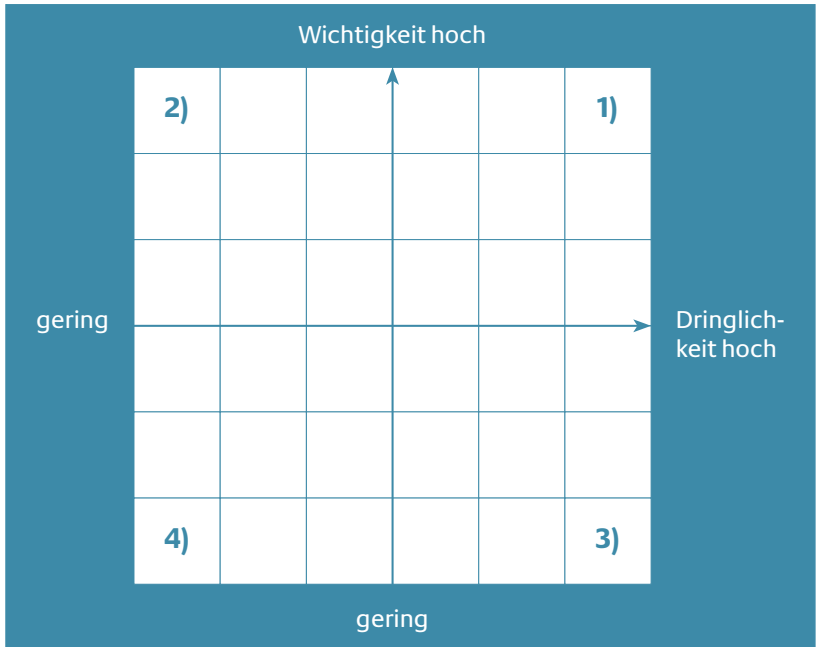 Wichtigkeit hoch
2)
1)
gering
Dringlich-
keit hoch
4)
3)
gering